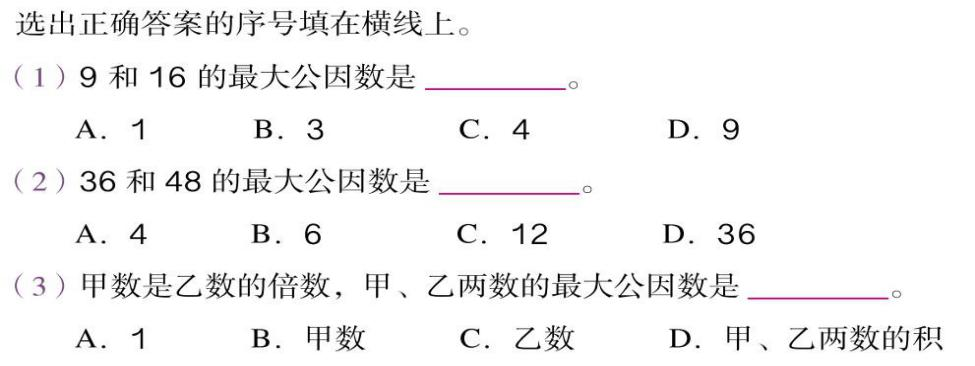 选出正确答案的序号填在横线上。
（1）9 和 16 的最大公因数是 ________。
A. 1 B. 3 C. 4 D. 9
（2）36 和 48 的最大公因数是 ________。
A. 4 B. 6 C. 12 D. 36
（3）甲数是乙数的倍数，甲、乙两数的最大公因数是 ________。
A. 1 B. 甲数 C. 乙数 D. 甲、乙两数的积